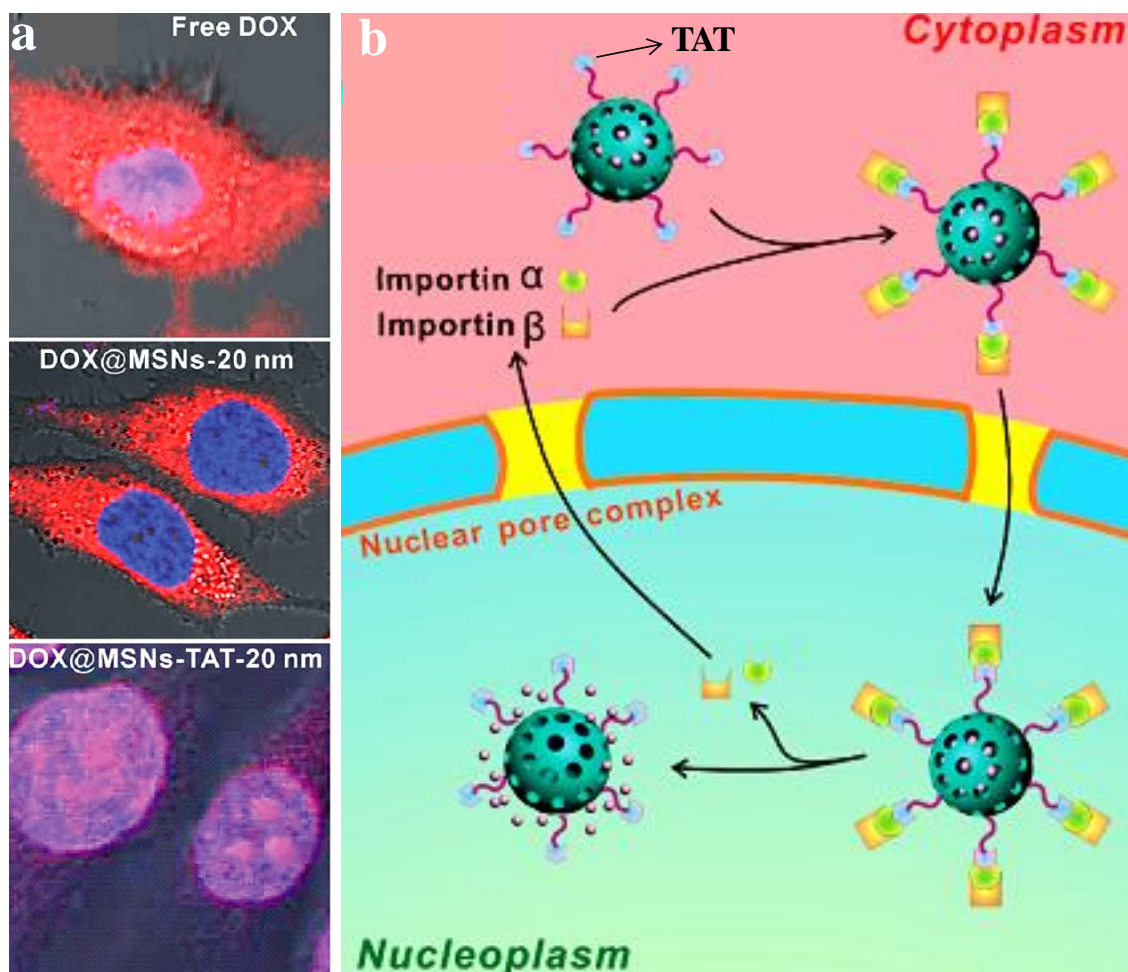 a
Free DOX
DOX@MSNs-20 nm
DOX@MSNs-TAT-20 nm
b
TAT
Cytoplasm
Importin α
Importin β
Nuclear pore complex
Nucleoplasm